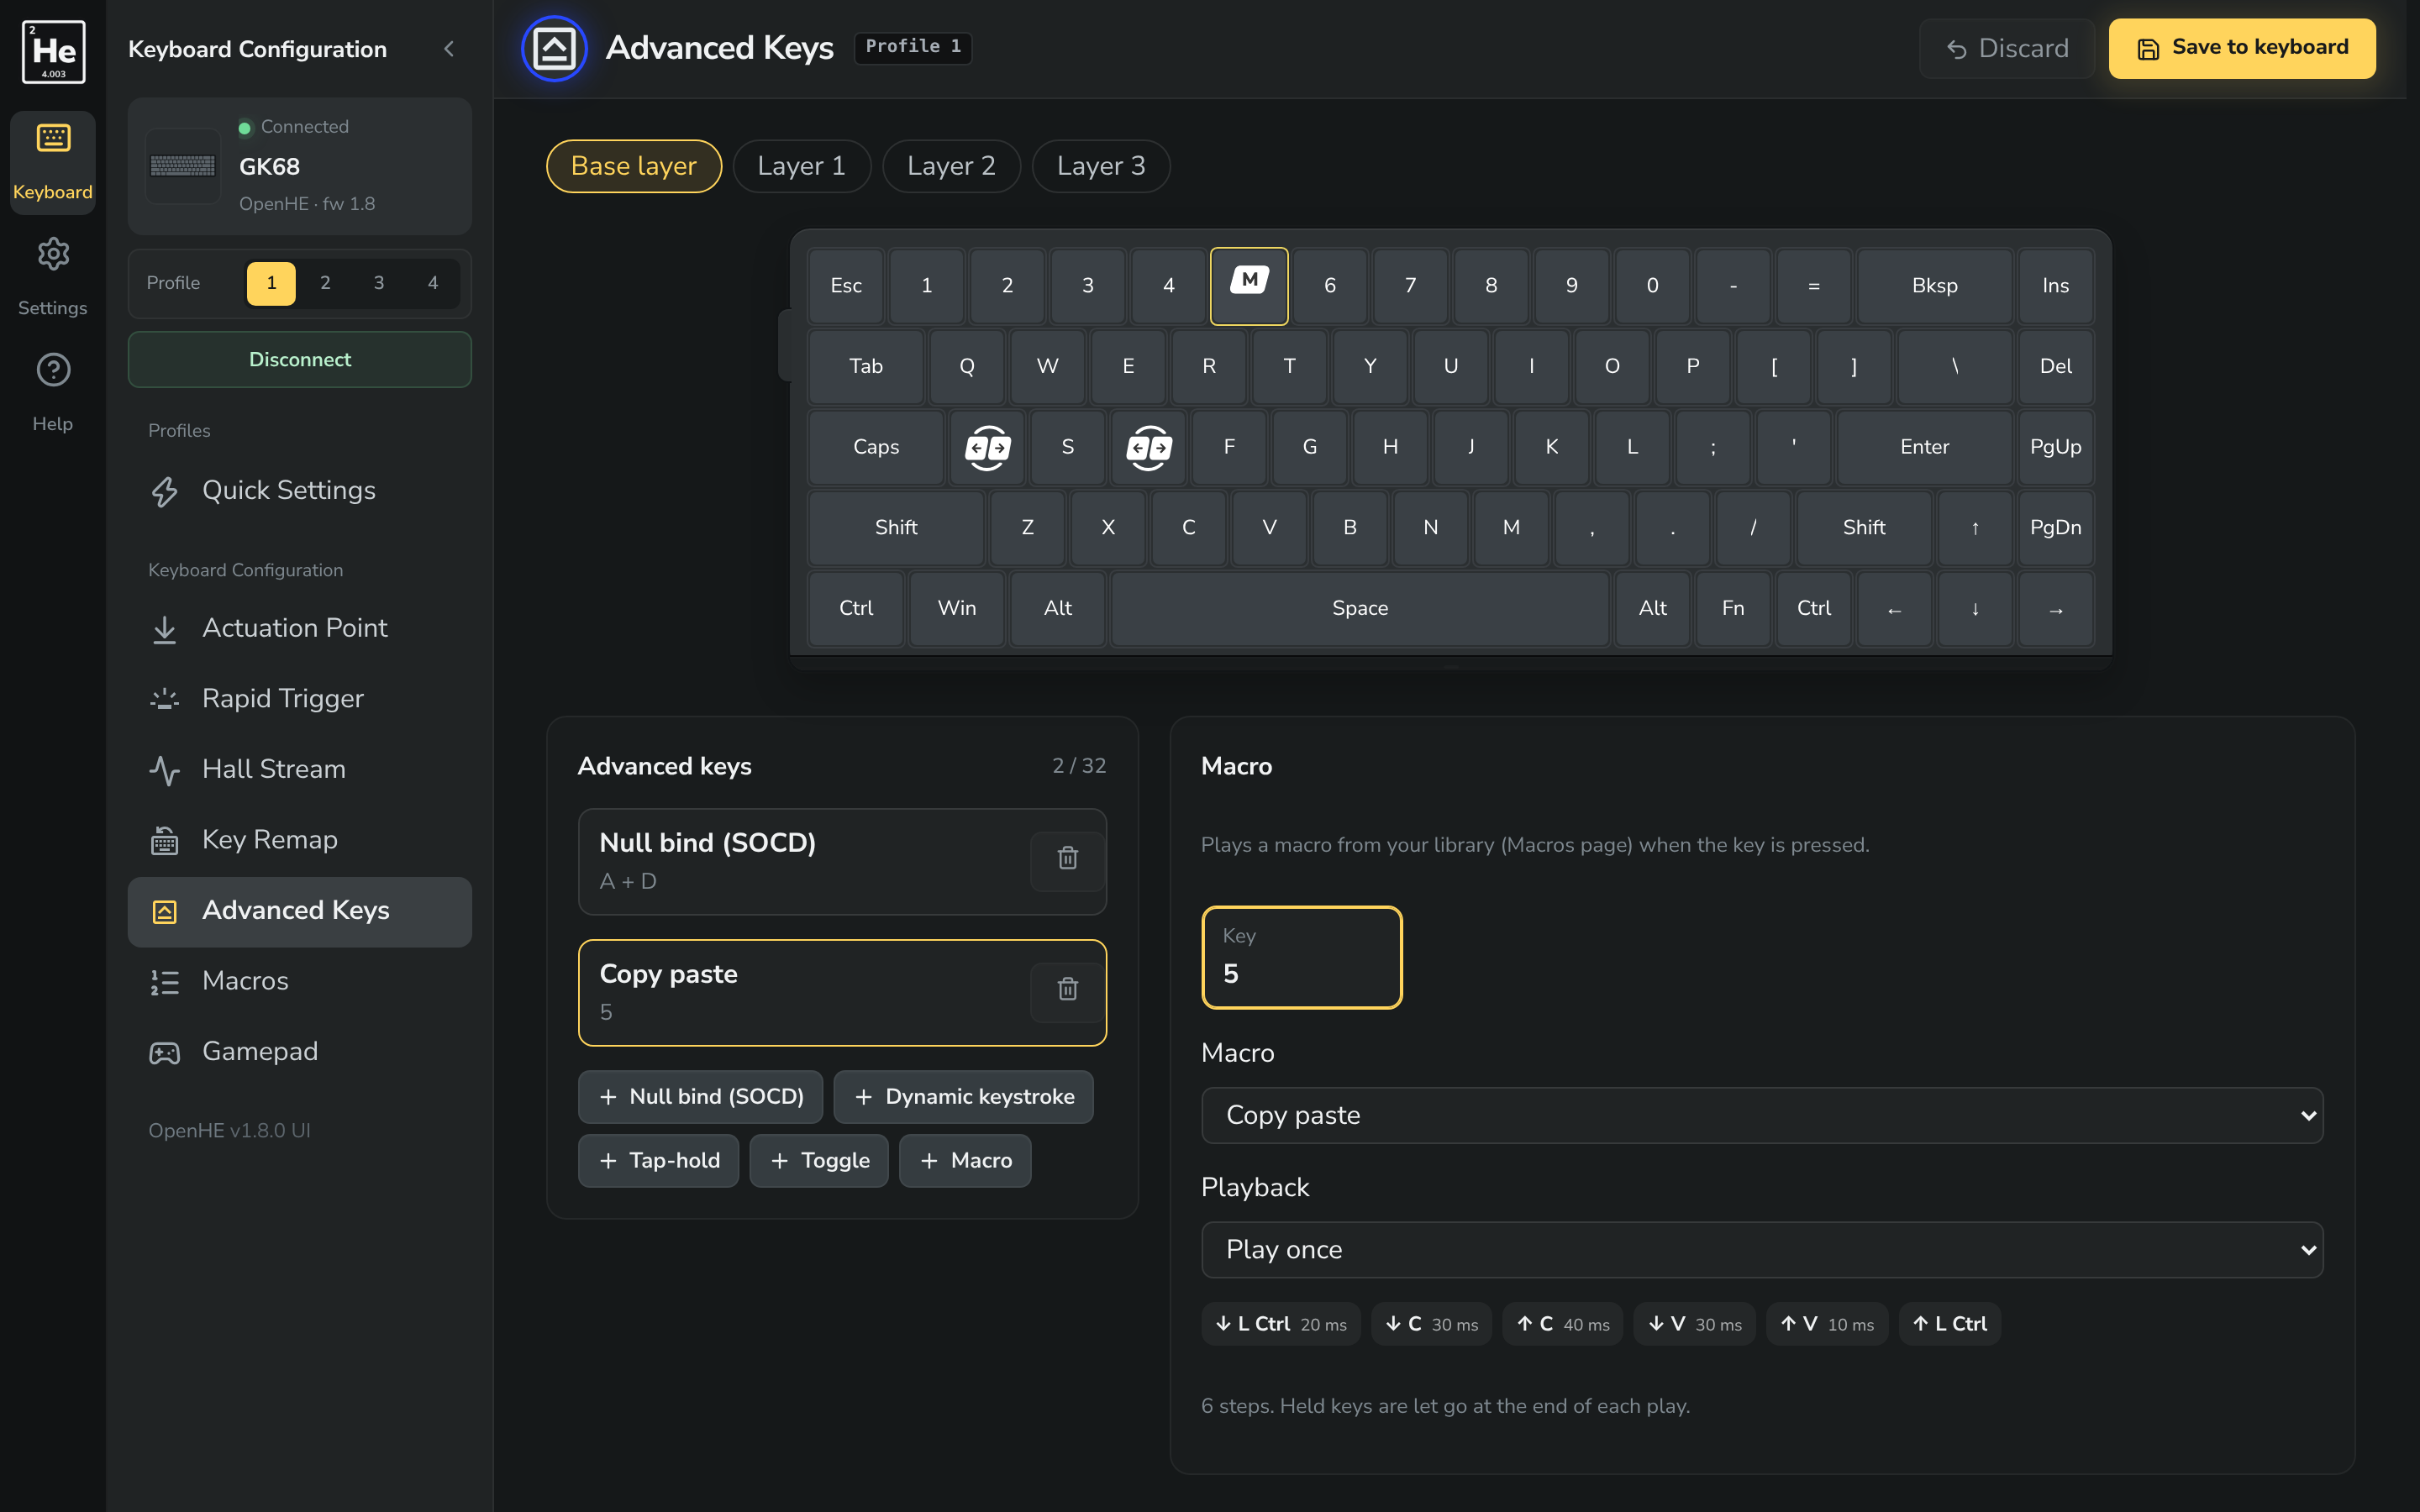 2
He
4.003
Keyboard
Settings
Help
Keyboard Configuration
Connected
GK68
OpenHE · fw 1.8
Profile 1 2 3 4
Disconnect
Profiles
Quick Settings
Keyboard Configuration
Actuation Point
Rapid Trigger
Hall Stream
Key Remap
Advanced Keys
Macros
Gamepad
OpenHE v1.8.0 UI
Advanced Keys Profile 1
Discard Save to keyboard
Base layer Layer 1 Layer 2 Layer 3
Esc 1 2 3 4 M 6 7 8 9 0 - = Bksp Ins
Tab Q W E R T Y U I O P [ ] \ Del
Caps S F G H J K L ; ' Enter PgUp
Shift Z X C V B N M , . / Shift ↑ PgDn
Ctrl Win Alt Space Alt Fn Ctrl ← ↓ →
Advanced keys 2 / 32
Null bind (SOCD)
A + D
Copy paste
5
+ Null bind (SOCD) + Dynamic keystroke
+ Tap-hold + Toggle + Macro
Macro
Plays a macro from your library (Macros page) when the key is pressed.
Key
5
Macro
Copy paste
Playback
Play once
↓ L Ctrl 20 ms ↓ C 30 ms ↑ C 40 ms ↓ V 30 ms ↑ V 10 ms ↑ L Ctrl
6 steps. Held keys are let go at the end of each play.